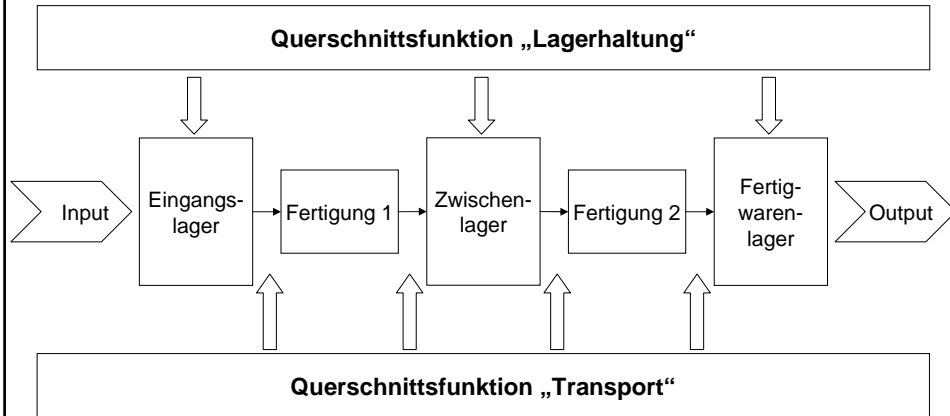 Querschnittsfunktion „Lagerhaltung“
Input
Eingangs-
lager
Fertigung 1
Zwischen-
lager
Fertigung 2
Fertig-
waren-
lager
Output
Querschnittsfunktion „Transport“